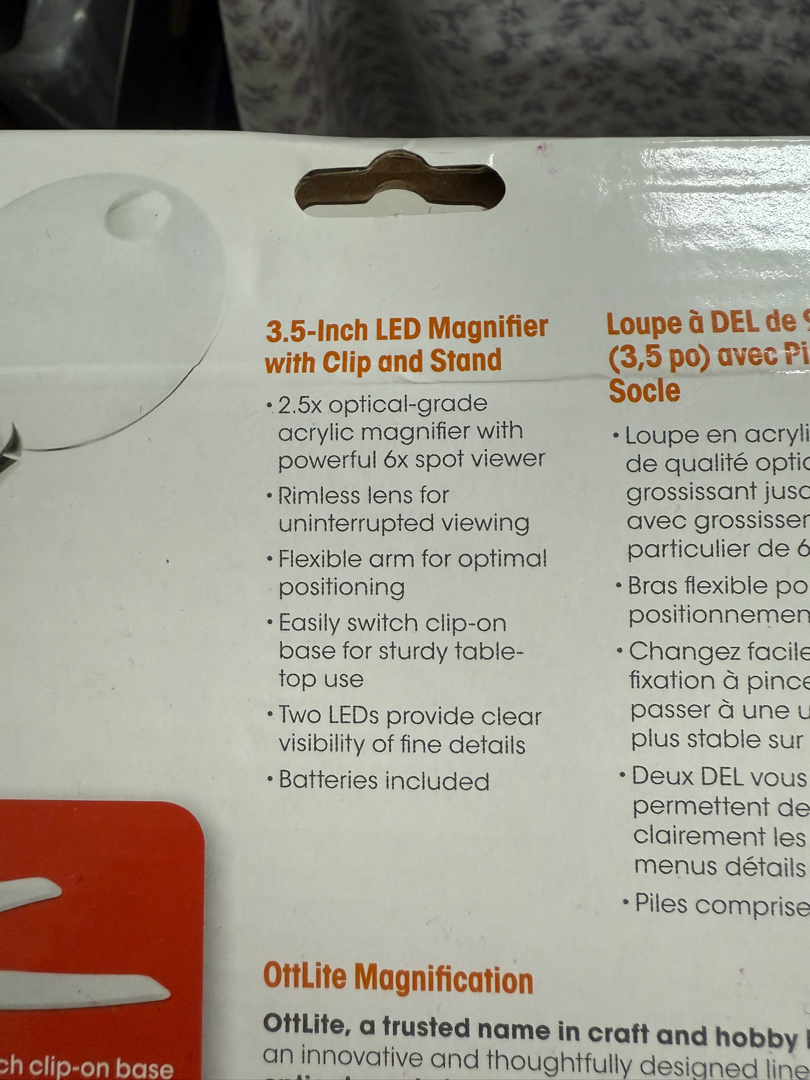 3.5-Inch LED Magnifier
with Clip and Stand
• 2.5x optical-grade
acrylic magnifier with
powerful 6x spot viewer
• Rimless lens for
uninterrupted viewing
• Flexible arm for optimal
positioning
• Easily switch clip-on
base for sturdy table-
top use
• Two LEDs provide clear
visibility of fine details
• Batteries included
Loupe à DEL de
(3,5 po) avec
Socle
• Loupe en
de qualité
grossissant
avec
particulier de 6
• Bras flexible
• Changez
fixation à
passer à une
plus stable sur
• Deux DEL vous
permettent de
clairement les
menus détails
• Piles
OttLite Magnification
OttLite, a trusted name in craft and hobby
an innovative and thoughtfully designed line
clip-on base